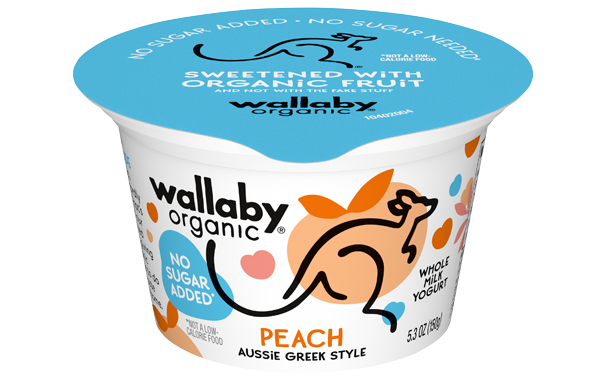 NO SUGAR ADDED • NO SUGAR NEEDED*
*NOT A LOW-
CALORIE FOOD
SWEETENED WiTH
ORGANiC FRUiT
AND NOT WITH THE FAKE STUFF
wallaby
organic®
70402004
wallaby
organic®
NO
SUGAR
ADDED*
*NOT A LOW-
CALORIE FOOD
WHOLE
MiLK
YOGURT
PEACH
AUSSiE GREEK STYLE
5.3 OZ (150g)